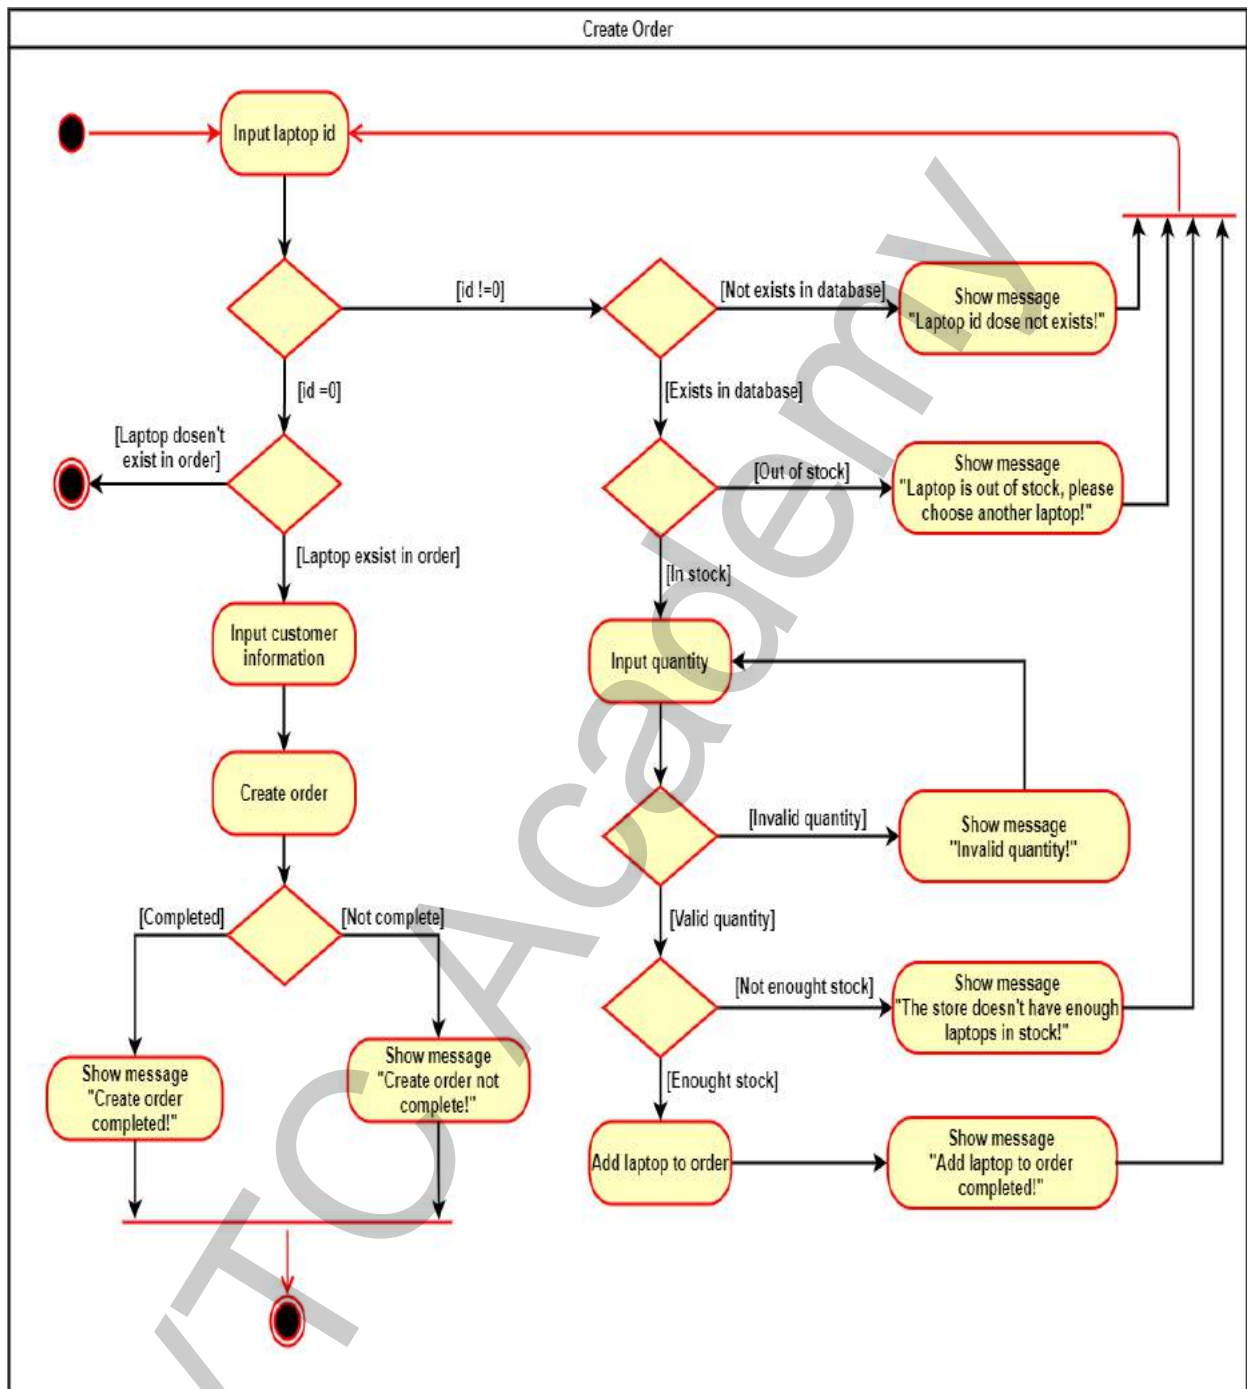 Create Order
Input laptop id
[id !=0]
[Not exists in database]
Show message
"Laptop id dose not exists!"
[id =0]
[Exists in database]
[Laptop dosen't
exist in order]
[Out of stock]
Show message
"Laptop is out of stock, please
choose another laptop!"
[Laptop exsist in order]
[In stock]
Input customer
information
Input quantity
Create order
[Invalid quantity]
Show message
"Invalid quantity!"
[Completed]
[Not complete]
[Valid quantity]
[Not enought stock]
Show message
"The store doesn't have enough
laptops in stock!"
Show message
"Create order
completed!"
Show message
"Create order not
complete!"
[Enought stock]
Add laptop to order
Show message
"Add laptop to order
completed!"
VTC Academy